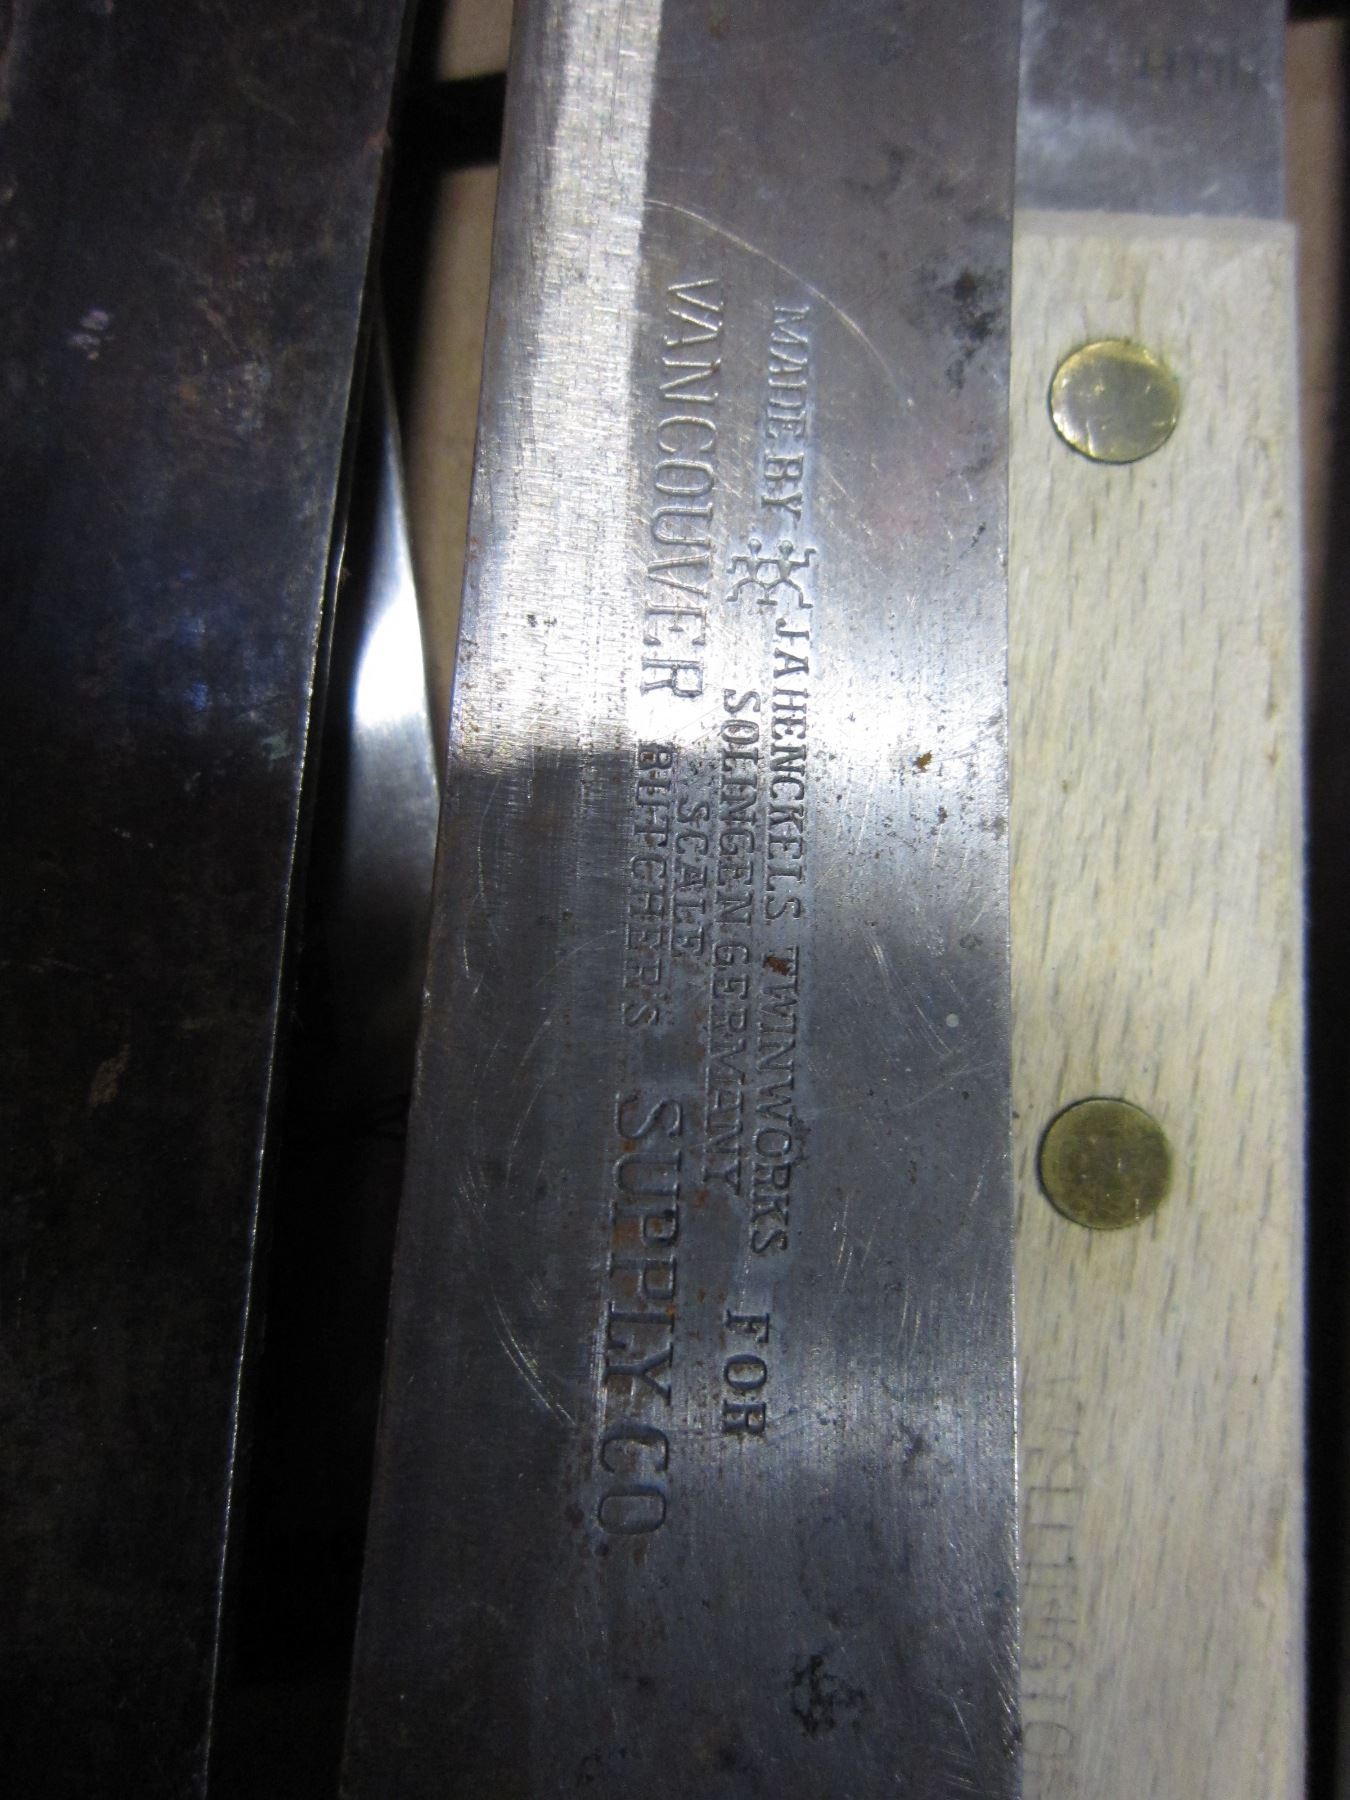 MADE BY J.A.HENCKELS TWINWORKS
SOLINGEN GERMANY FOR
VANCOUVER SCALE BUTCHERS SUPPLY CO